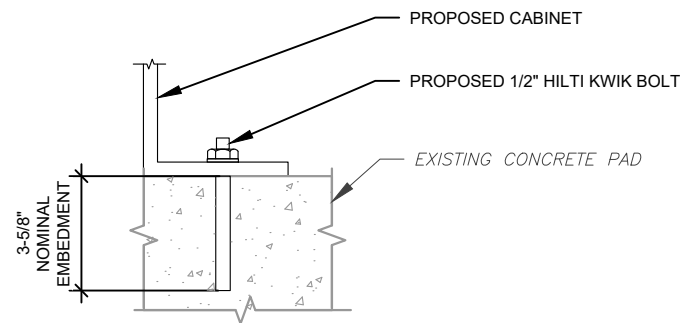 PROPOSED CABINET
PROPOSED 1/2" HILTI KWIK BOLT
EXISTING CONCRETE PAD
3-5/8"
NOMINAL
EMBEDMENT